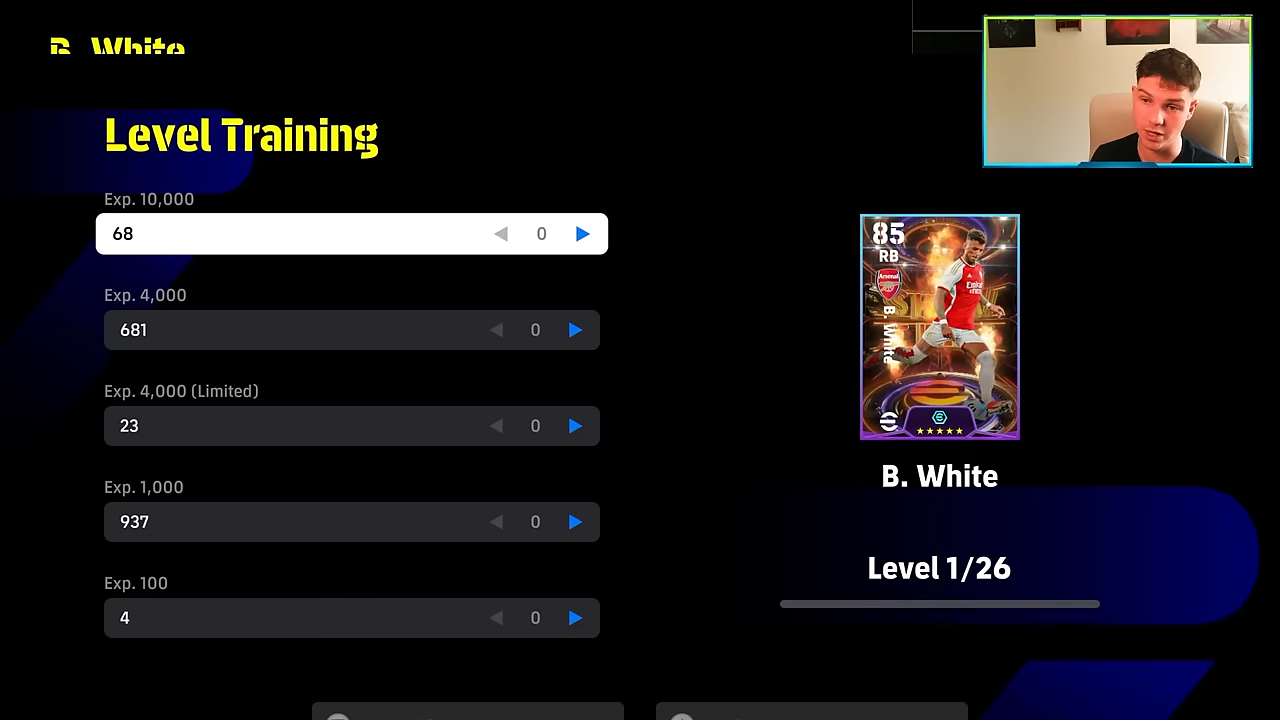 B. White
Level Training
Exp. 10,000
68
0
Exp. 4,000
681
0
Exp. 4,000 (Limited)
23
0
Exp. 1,000
937
0
Exp. 100
4
0
85
RB
Arsenal
B. White
B. White
Level 1/26